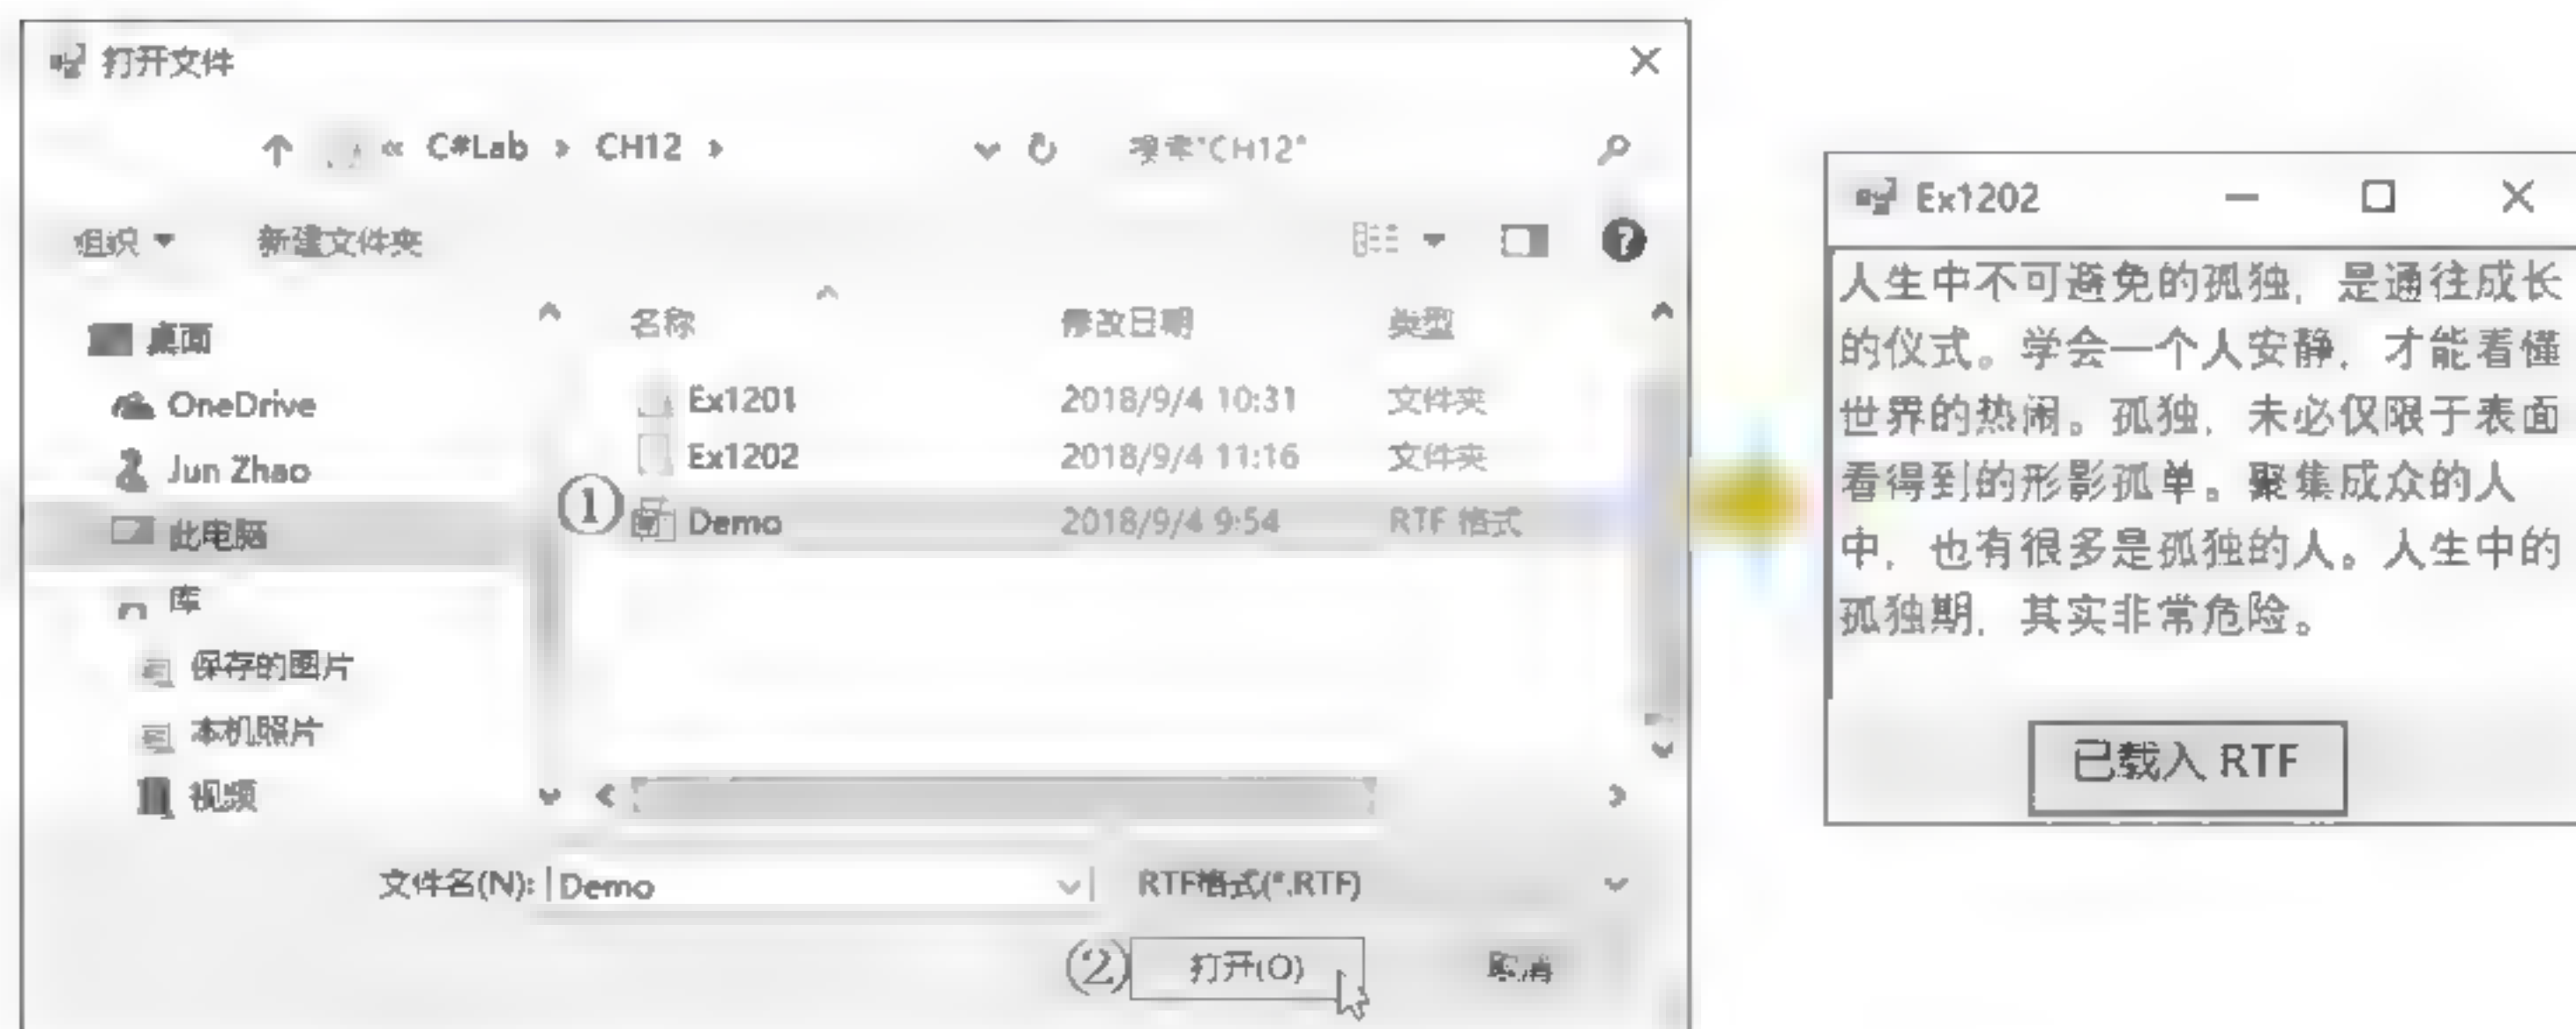 打开文件
↑ « C#Lab › CH12 › 搜索"CH12"
组织 新建文件夹
名称 修改日期 类型
桌面
OneDrive
Jun Zhao
此电脑
库
保存的图片
本机照片
视频
Ex1201 2018/9/4 10:31 文件夹
Ex1202 2018/9/4 11:16 文件夹
① Demo 2018/9/4 9:54 RTF 格式
文件名(N): Demo RTF格式(*.RTF)
② 打开(O) 取消
Ex1202
人生中不可避免的孤独，是通往成长
的仪式。学会一个人安静，才能看懂
世界的热闹。孤独，未必仅限于表面
看得到的形影孤单。聚集成众的人
中，也有很多是孤独的人。人生中的
孤独期，其实非常危险。
已载入 RTF